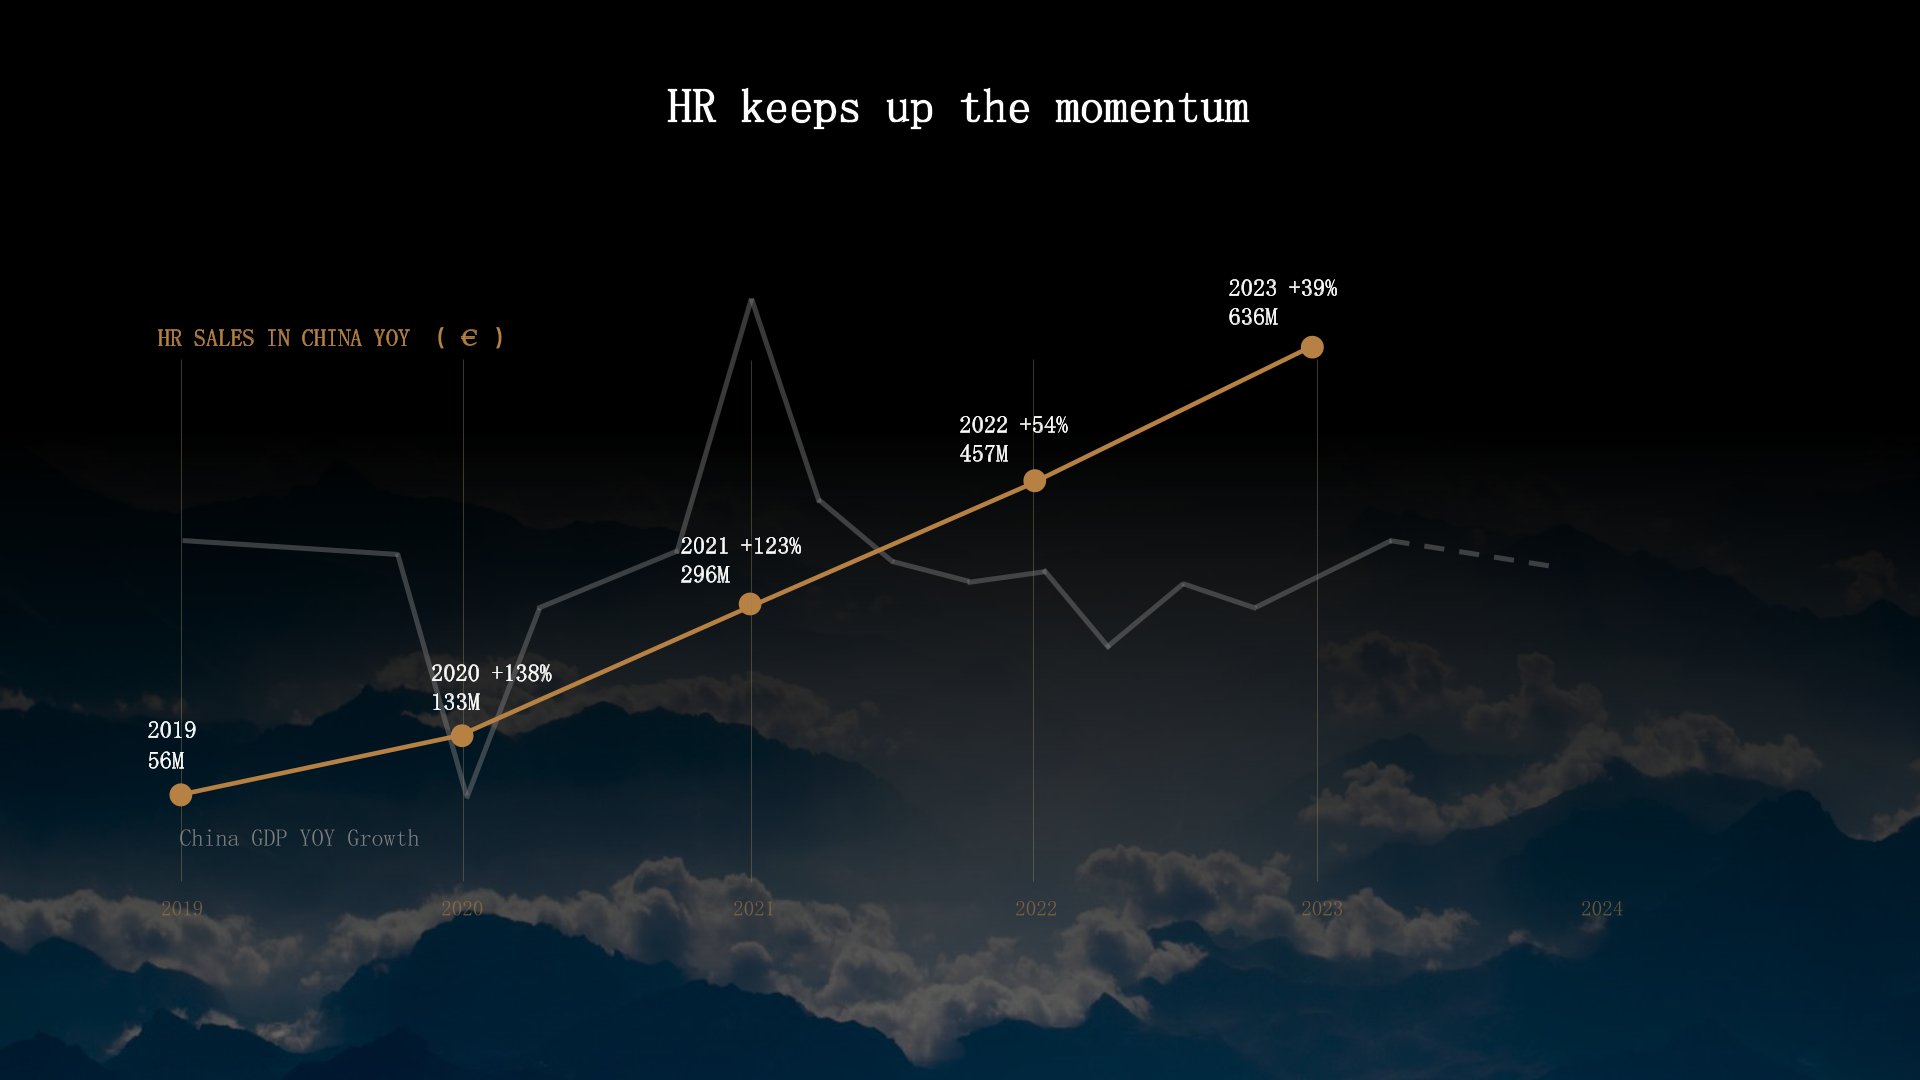 HR keeps up the momentum
HR SALES IN CHINA YOY ( € )
2023 +39%
636M
2022 +54%
457M
2021 +123%
296M
2020 +138%
133M
2019
56M
China GDP YOY Growth
2019 2020 2021 2022 2023 2024